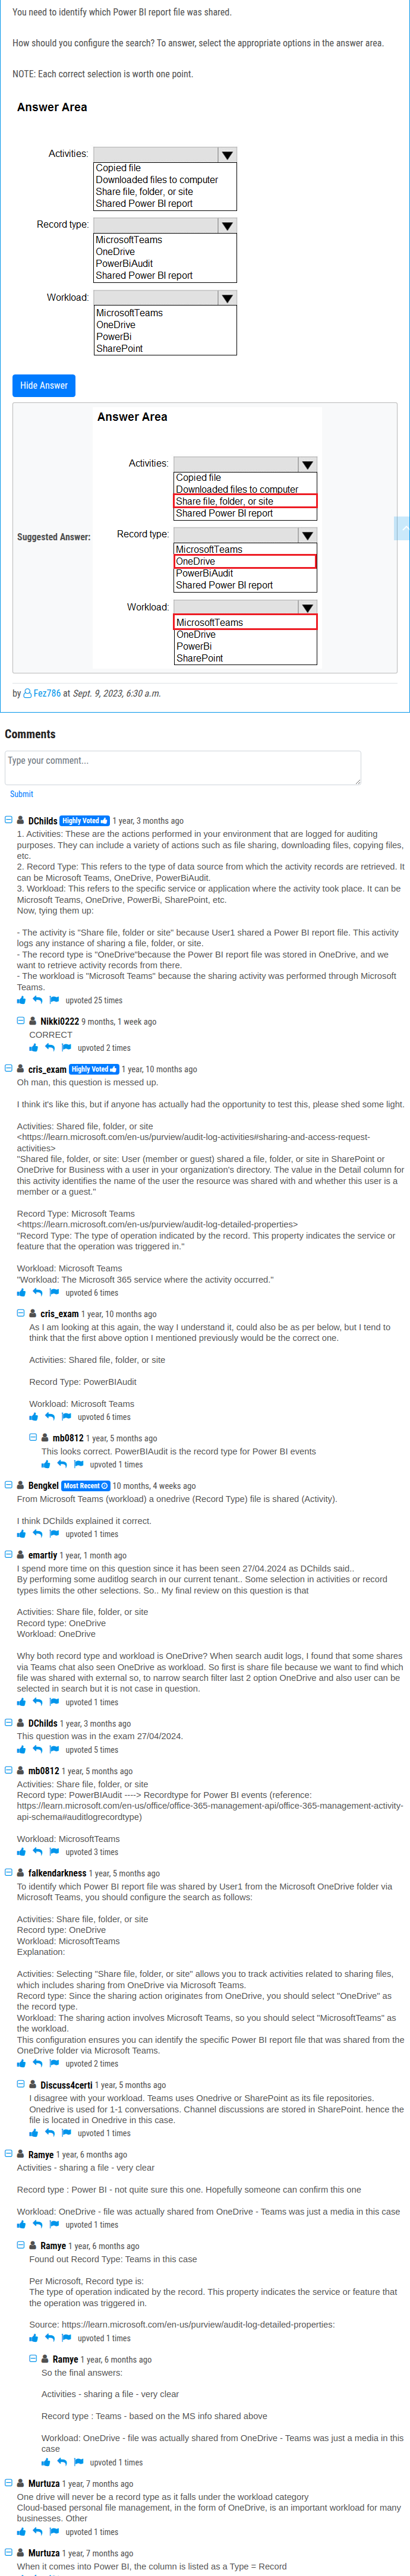 You need to identify which Power BI report file was shared.
How should you configure the search? To answer, select the appropriate options in the answer area.
NOTE: Each correct selection is worth one point.
Answer Area
Activities:
Copied file
Downloaded files to computer
Share file, folder, or site
Shared Power BI report
Record type:
MicrosoftTeams
OneDrive
PowerBiAudit
Shared Power BI report
Workload:
MicrosoftTeams
OneDrive
PowerBi
SharePoint
Hide Answer
Suggested Answer:
Answer Area
Activities:
Copied file
Downloaded files to computer
Share file, folder, or site
Shared Power BI report
Record type:
MicrosoftTeams
OneDrive
PowerBiAudit
Shared Power BI report
Workload:
MicrosoftTeams
OneDrive
PowerBi
SharePoint
by Fez786 at Sept. 9, 2023, 6:30 a.m.
Comments
Type your comment...
Submit
DChilds Highly Voted 1 year, 3 months ago
1. Activities: These are the actions performed in your environment that are logged for auditing
purposes. They can include a variety of actions such as file sharing, downloading files, copying files,
etc.
2. Record Type: This refers to the type of data source from which the activity records are retrieved. It
can be Microsoft Teams, OneDrive, PowerBiAudit.
3. Workload: This refers to the specific service or application where the activity took place. It can be
Microsoft Teams, OneDrive, PowerBi, SharePoint, etc.
Now, tying them up:
- The activity is "Share file, folder or site" because User1 shared a Power BI report file. This activity
logs any instance of sharing a file, folder, or site.
- The record type is "OneDrive"because the Power BI report file was stored in OneDrive, and we
want to retrieve activity records from there.
- The workload is "Microsoft Teams" because the sharing activity was performed through Microsoft
Teams.
upvoted 25 times
Nikki0222 9 months, 1 week ago
CORRECT
upvoted 2 times
cris_exam Highly Voted 1 year, 10 months ago
Oh man, this question is messed up.
I think it's like this, but if anyone has actually had the opportunity to test this, please shed some light.
Activities: Shared file, folder, or site
<https://learn.microsoft.com/en-us/purview/audit-log-activities#sharing-and-access-request-
activities>
"Shared file, folder, or site: User (member or guest) shared a file, folder, or site in SharePoint or
OneDrive for Business with a user in your organization's directory. The value in the Detail column for
this activity identifies the name of the user the resource was shared with and whether this user is a
member or a guest."
Record Type: Microsoft Teams
<https://learn.microsoft.com/en-us/purview/audit-log-detailed-properties>
"Record Type: The type of operation indicated by the record. This property indicates the service or
feature that the operation was triggered in."
Workload: Microsoft Teams
"Workload: The Microsoft 365 service where the activity occurred."
upvoted 6 times
cris_exam 1 year, 10 months ago
As I am looking at this again, the way I understand it, could also be as per below, but I tend to
think that the first above option I mentioned previously would be the correct one.
Activities: Shared file, folder, or site
Record Type: PowerBIAudit
Workload: Microsoft Teams
upvoted 6 times
mb0812 1 year, 5 months ago
This looks correct. PowerBIAudit is the record type for Power BI events
upvoted 1 times
Bengkel Most Recent 10 months, 4 weeks ago
From Microsoft Teams (workload) a onedrive (Record Type) file is shared (Activity).
I think DChilds explained it correct.
upvoted 1 times
emartiy 1 year, 1 month ago
I spend more time on this question since it has been seen 27/04.2024 as DChilds said..
By performing some auditlog search in our current tenant.. Some selection in activities or record
types limits the other selections. So.. My final review on this question is that
Activities: Share file, folder, or site
Record type: OneDrive
Workload: OneDrive
Why both record type and workload is OneDrive? When search audit logs, I found that some shares
via Teams chat also seen OneDrive as workload. So first is share file because we want to find which
file was shared with external so, to narrow search filter last 2 option OneDrive and also user can be
selected in search but it is not case in question.
upvoted 1 times
DChilds 1 year, 3 months ago
This question was in the exam 27/04/2024.
upvoted 5 times
mb0812 1 year, 5 months ago
Activities: Share file, folder, or site
Record type: PowerBIAudit ----> Recordtype for Power BI events (reference:
https://learn.microsoft.com/en-us/office/office-365-management-api/office-365-management-activity-
api-schema#auditlogrecordtype)
Workload: MicrosoftTeams
upvoted 3 times
falkendarkness 1 year, 5 months ago
To identify which Power BI report file was shared by User1 from the Microsoft OneDrive folder via
Microsoft Teams, you should configure the search as follows:
Activities: Share file, folder, or site
Record type: OneDrive
Workload: MicrosoftTeams
Explanation:
Activities: Selecting "Share file, folder, or site" allows you to track activities related to sharing files,
which includes sharing from OneDrive via Microsoft Teams.
Record type: Since the sharing action originates from OneDrive, you should select "OneDrive" as
the record type.
Workload: The sharing action involves Microsoft Teams, so you should select "MicrosoftTeams" as
the workload.
This configuration ensures you can identify the specific Power BI report file that was shared from the
OneDrive folder via Microsoft Teams.
upvoted 2 times
Discuss4certi 1 year, 5 months ago
I disagree with your workload. Teams uses Onedrive or SharePoint as its file repositories.
Onedrive is used for 1-1 conversations. Channel discussions are stored in SharePoint. hence the
file is located in Onedrive in this case.
upvoted 1 times
Ramye 1 year, 6 months ago
Activities - sharing a file - very clear
Record type : Power BI - not quite sure this one. Hopefully someone can confirm this one
Workload: OneDrive - file was actually shared from OneDrive - Teams was just a media in this case
upvoted 1 times
Ramye 1 year, 6 months ago
Found out Record Type: Teams in this case
Per Microsoft, Record type is:
The type of operation indicated by the record. This property indicates the service or feature that
the operation was triggered in.
Source: https://learn.microsoft.com/en-us/purview/audit-log-detailed-properties:
upvoted 1 times
Ramye 1 year, 6 months ago
So the final answers:
Activities - sharing a file - very clear
Record type : Teams - based on the MS info shared above
Workload: OneDrive - file was actually shared from OneDrive - Teams was just a media in this
case
upvoted 1 times
Murtuza 1 year, 7 months ago
One drive will never be a record type as it falls under the workload category
Cloud-based personal file management, in the form of OneDrive, is an important workload for many
businesses. Other
upvoted 1 times
Murtuza 1 year, 7 months ago
When it comes into Power BI, the column is listed as a Type = Record